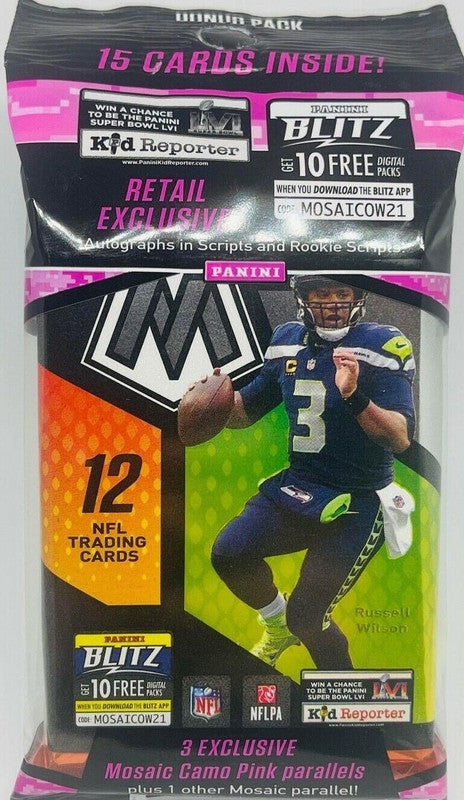 BONUS PACK
15 CARDS INSIDE!
WIN A CHANCE
TO BE THE PANINI
SUPER BOWL LVI
Kid Reporter
www.PaniniKidReporter.com
LVI
PANINI
BLITZ
GET 10 FREE DIGITAL PACKS
WHEN YOU DOWNLOAD THE BLITZ APP
CODE: MOSAICOW21
RETAIL
EXCLUSIVE
Autographs in Scripts and Rookie Scripts!
PANINI
M
C
3
12
NFL
TRADING
CARDS
Russell
Wilson
PANINI
BLITZ
GET 10 FREE DIGITAL PACKS
WHEN YOU DOWNLOAD THE BLITZ APP
CODE: MOSAICOW21
NFL
NFLPA
WIN A CHANCE
TO BE THE PANINI
SUPER BOWL LVI
Kid Reporter
LVI
3 EXCLUSIVE
Mosaic Camo Pink parallels
plus 1 other Mosaic parallel!